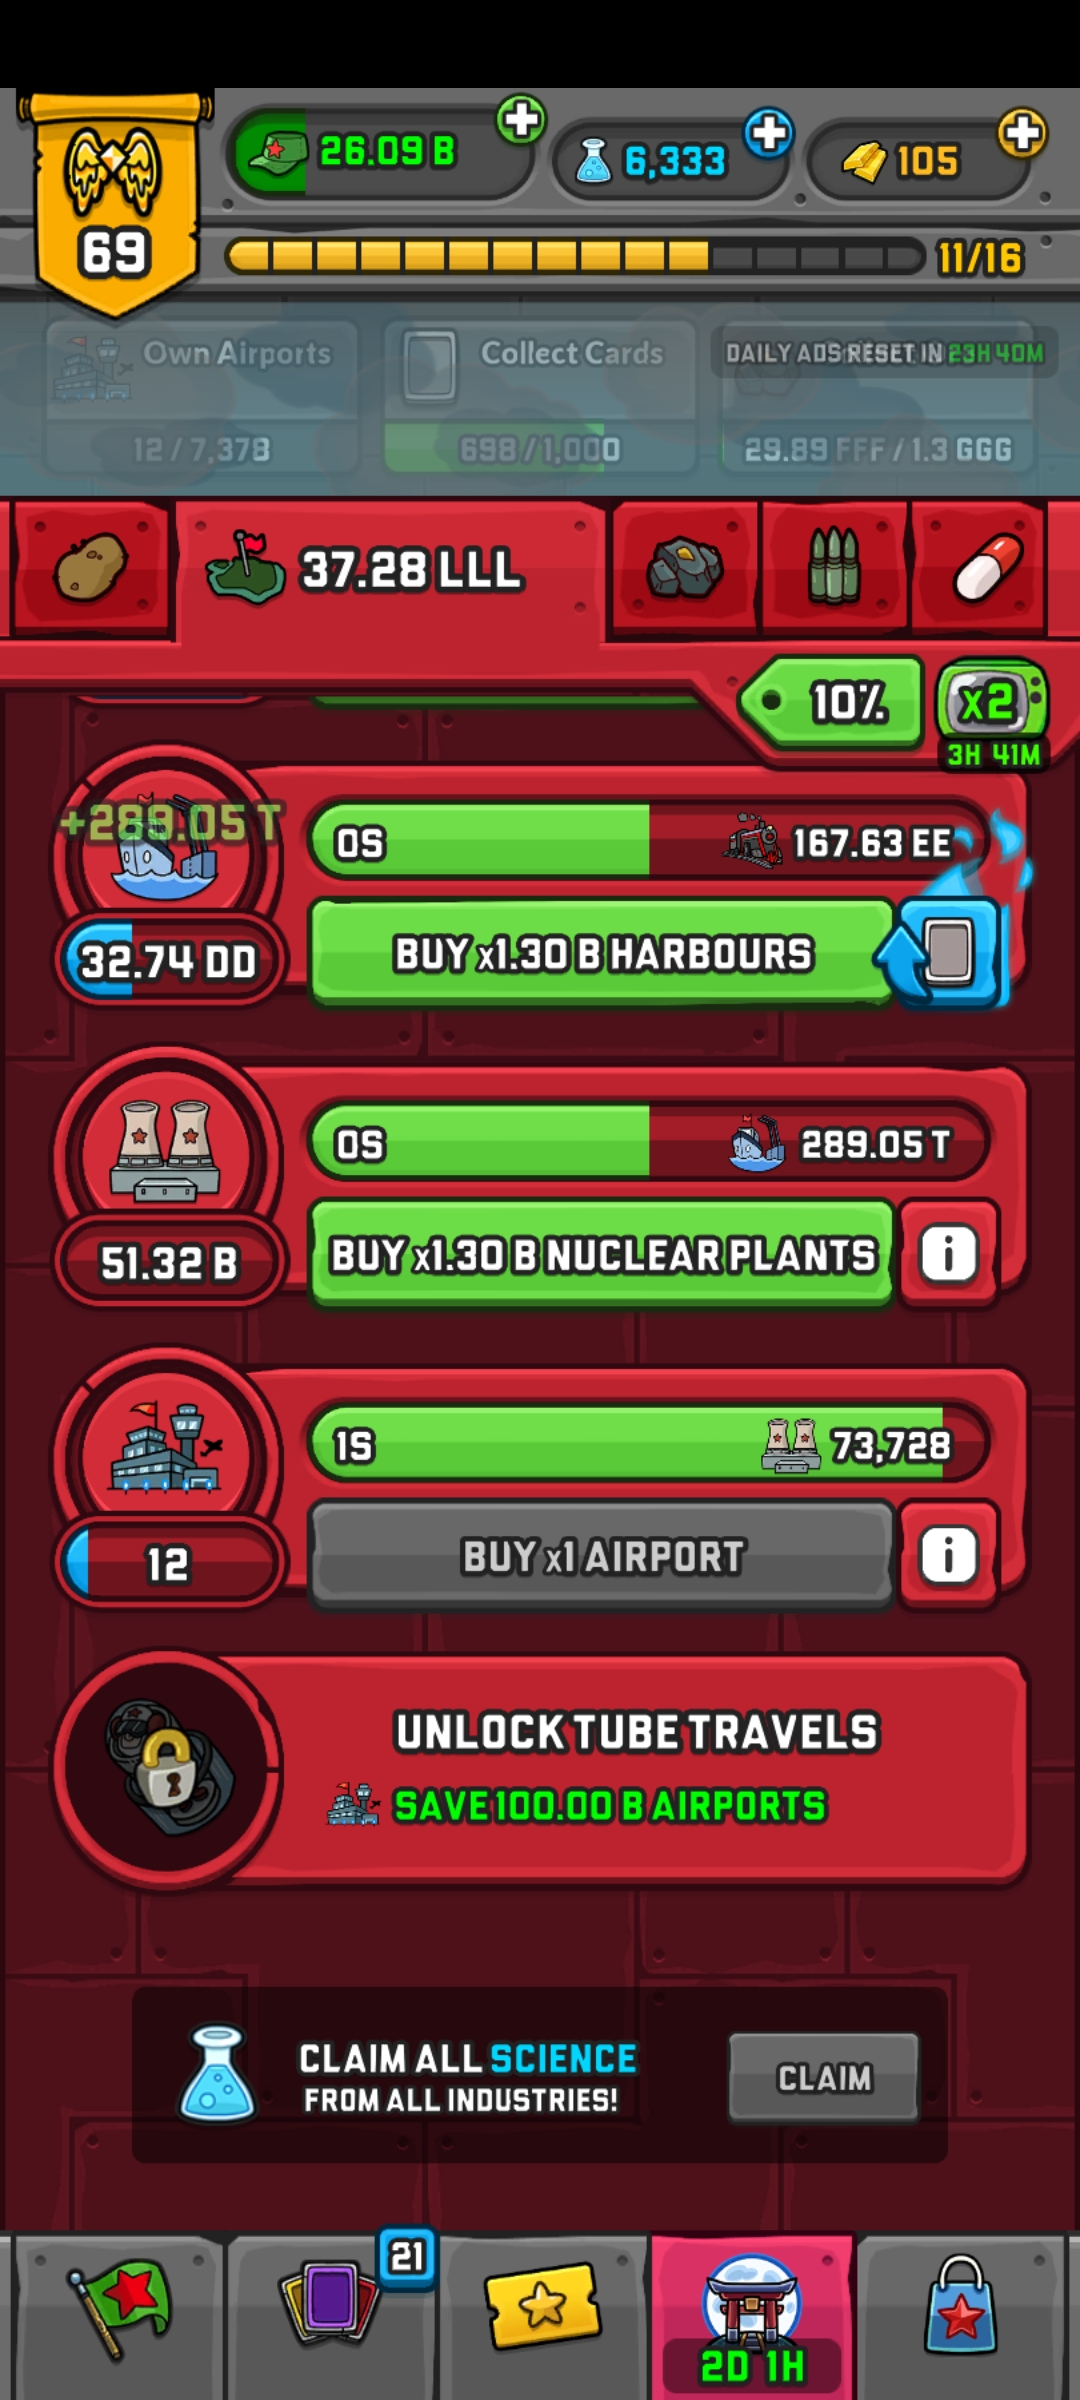 69
26.09 B
6,333
105
11/16
Own Airports
12 / 7,378
Collect Cards
698 / 1,000
DAILY ADS RESET IN 23H 40M
29.89 FFF / 1.3 GGG
37.28 LLL
10%
x2
3H 41M
+289.05 T
0S
167.63 EE
32.74 DD
BUY x1.30 B HARBOURS
0S
289.05 T
51.32 B
BUY x1.30 B NUCLEAR PLANTS
i
1S
73,728
12
BUY x1 AIRPORT
i
UNLOCK TUBE TRAVELS
SAVE 100.00 B AIRPORTS
CLAIM ALL SCIENCE
FROM ALL INDUSTRIES!
CLAIM
21
2D 1H